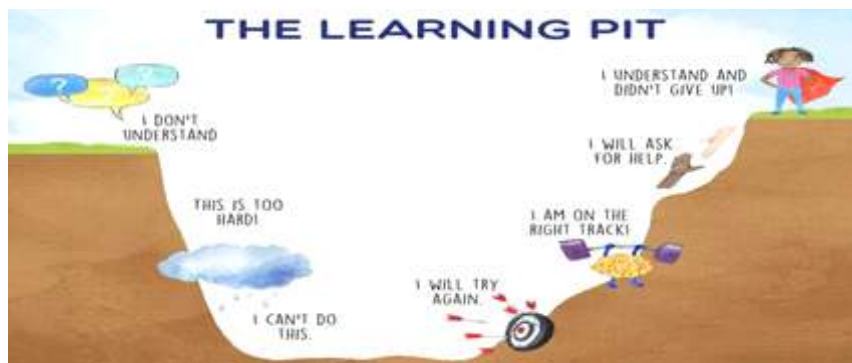 THE LEARNING PIT
? ? ?
I DON'T
UNDERSTAND
THIS IS TOO
HARD!
I CAN'T DO
THIS.
I WILL TRY
AGAIN.
I AM ON THE
RIGHT TRACK!
I WILL ASK
FOR HELP.
I UNDERSTAND AND
DIDN'T GIVE UP!